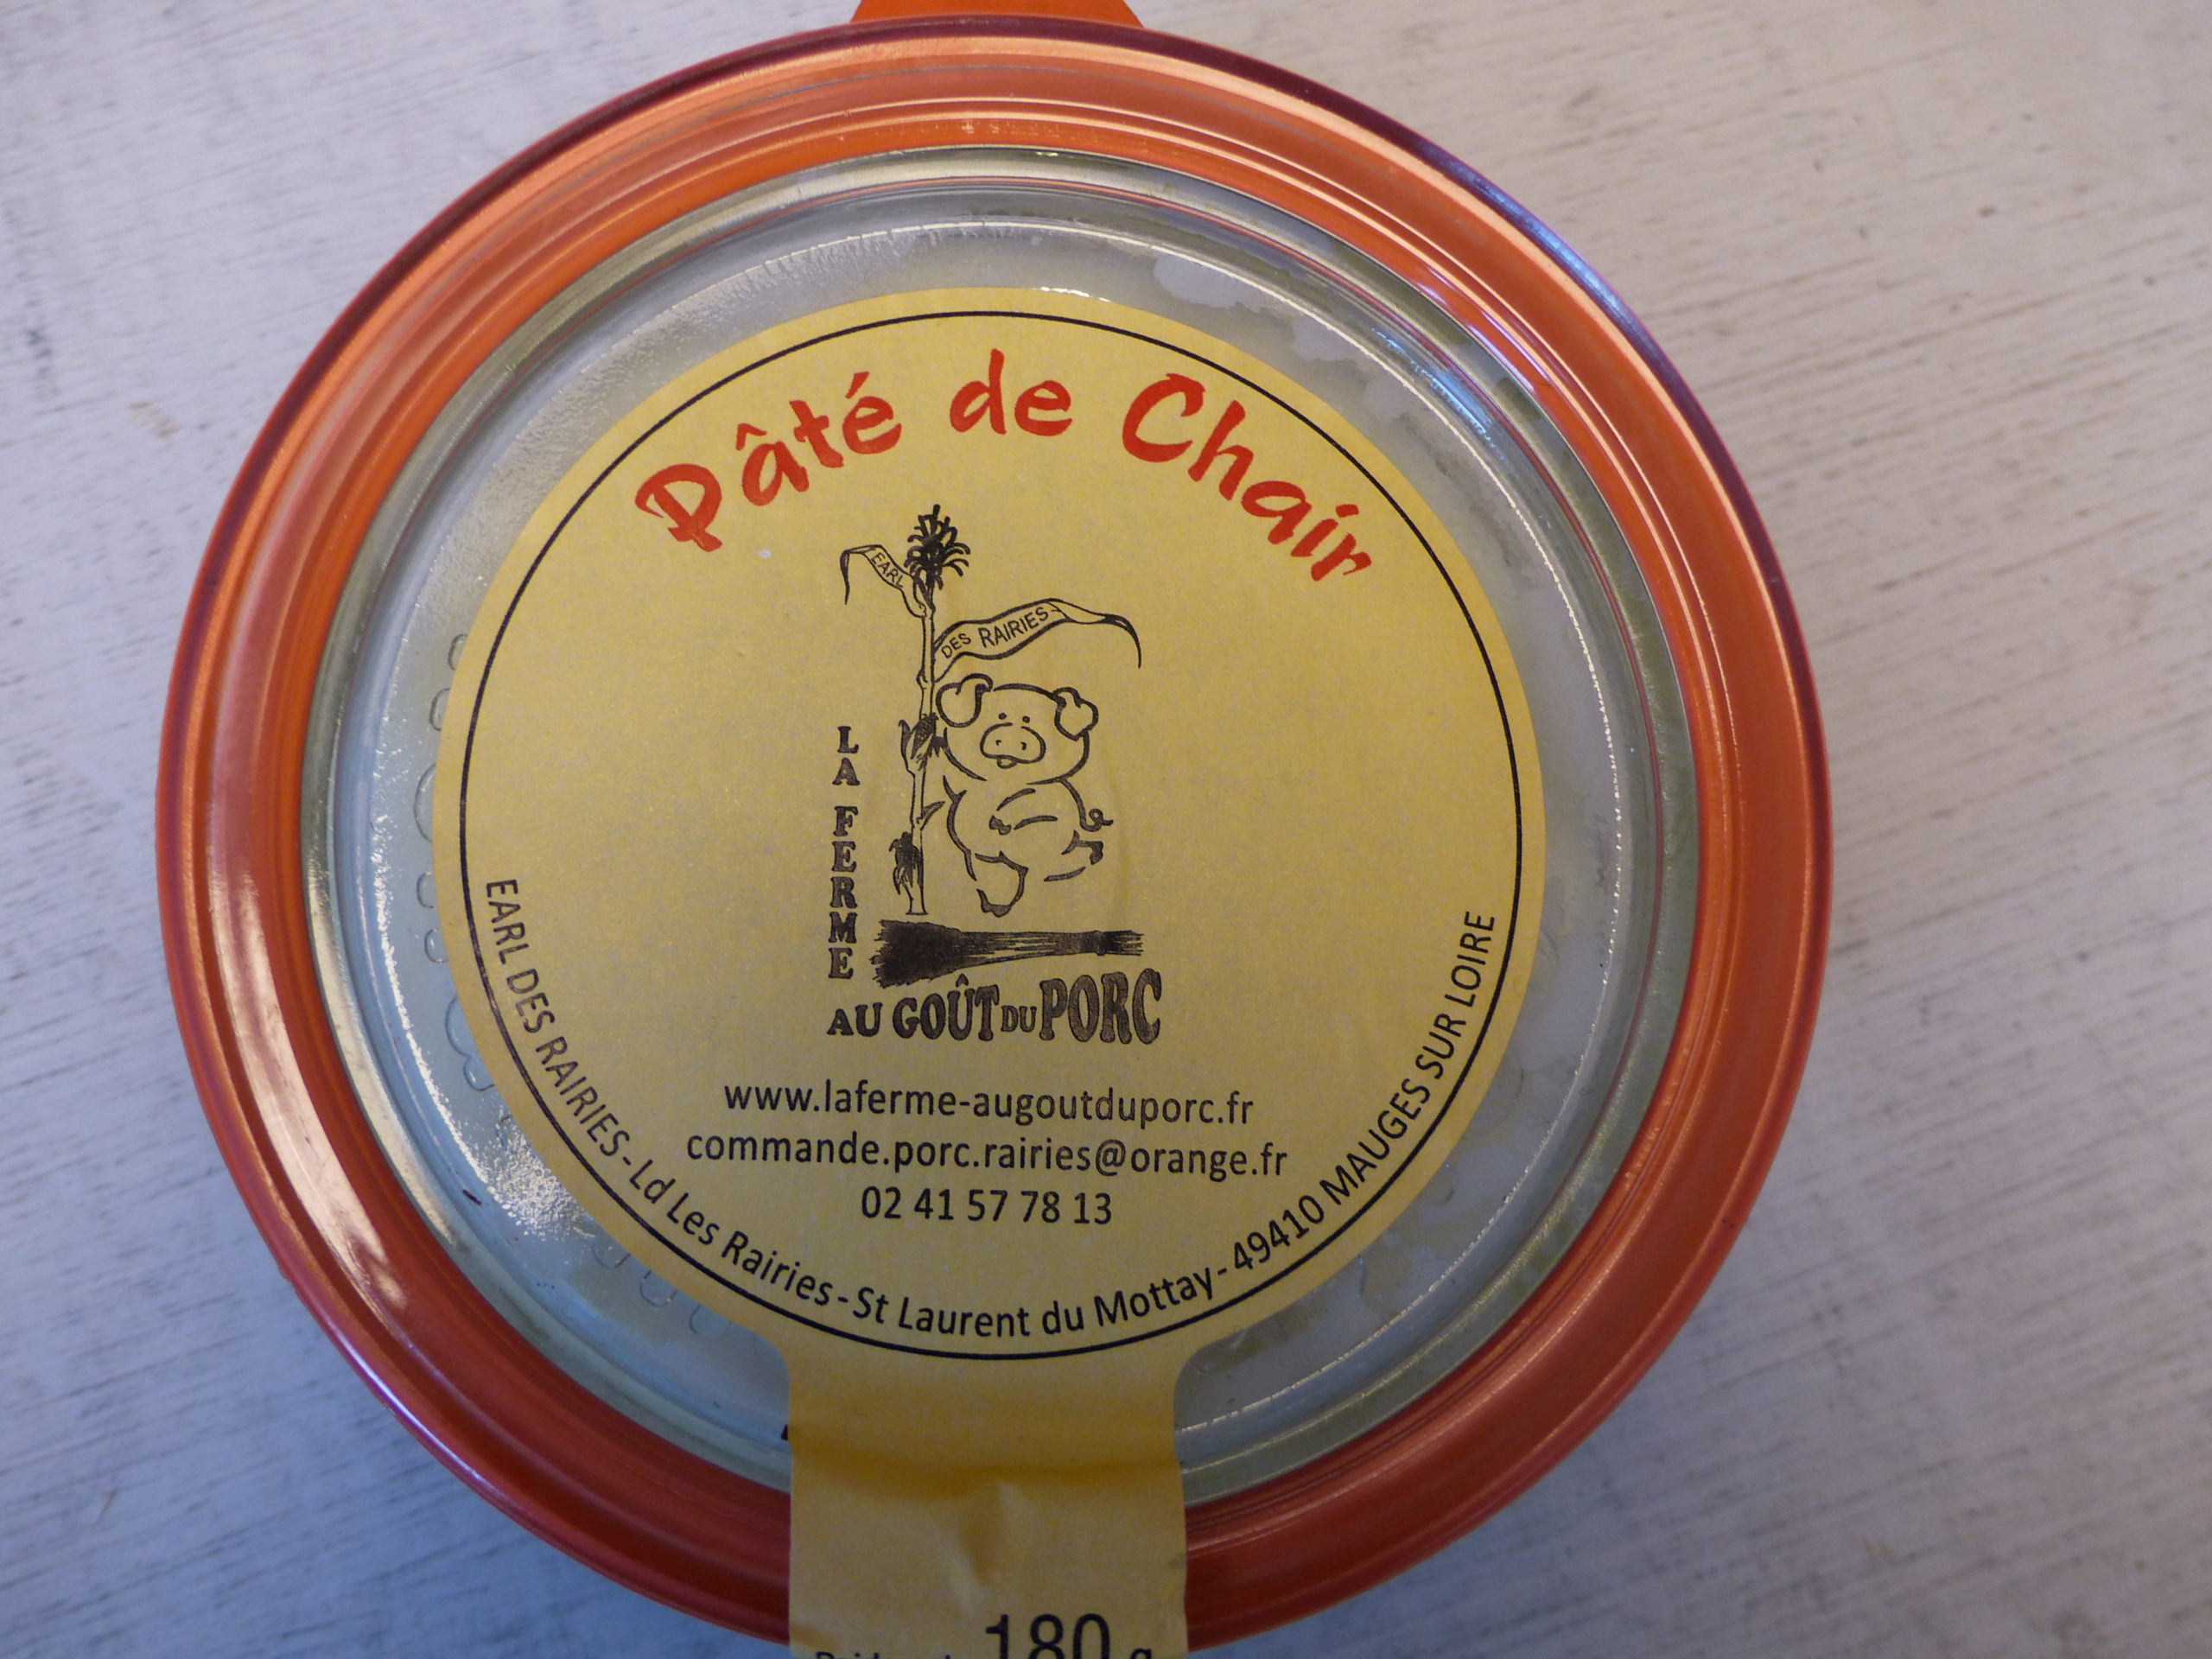 Pâté de Chair
EARL
DES RAIRIES
LA FERME
AU GOÛT DU PORC
www.laferme-augoutduporc.fr
commande.porc.rairies@orange.fr
02 41 57 78 13
EARL DES RAIRIES - Ld Les Rairies - St Laurent du Mottay - 49410 MAUGES SUR LOIRE
180 g